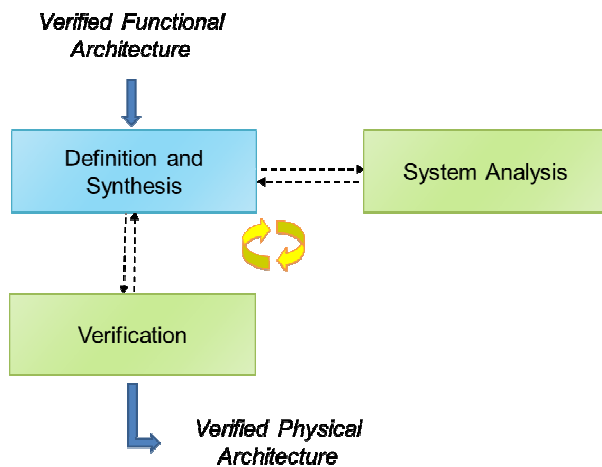 Verified Functional
Architecture
Definition and
Synthesis
System Analysis
Verification
Verified Physical
Architecture